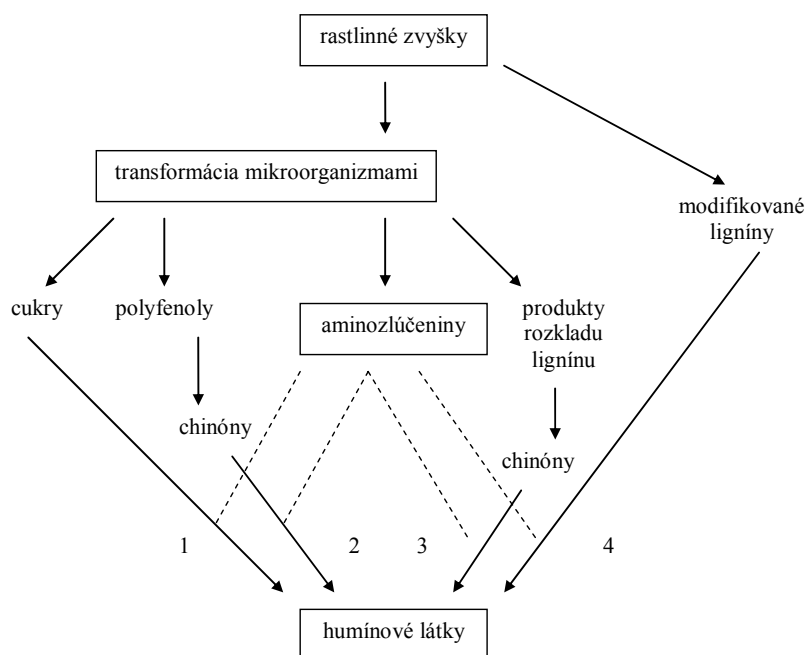 rastlinné zvyšky
transformácia mikroorganizmami
modifikované
ligníny
cukry
polyfenoly
aminozlúčeniny
produkty
rozkladu
lignínu
chinóny
chinóny
1
2
3
4
humínové látky